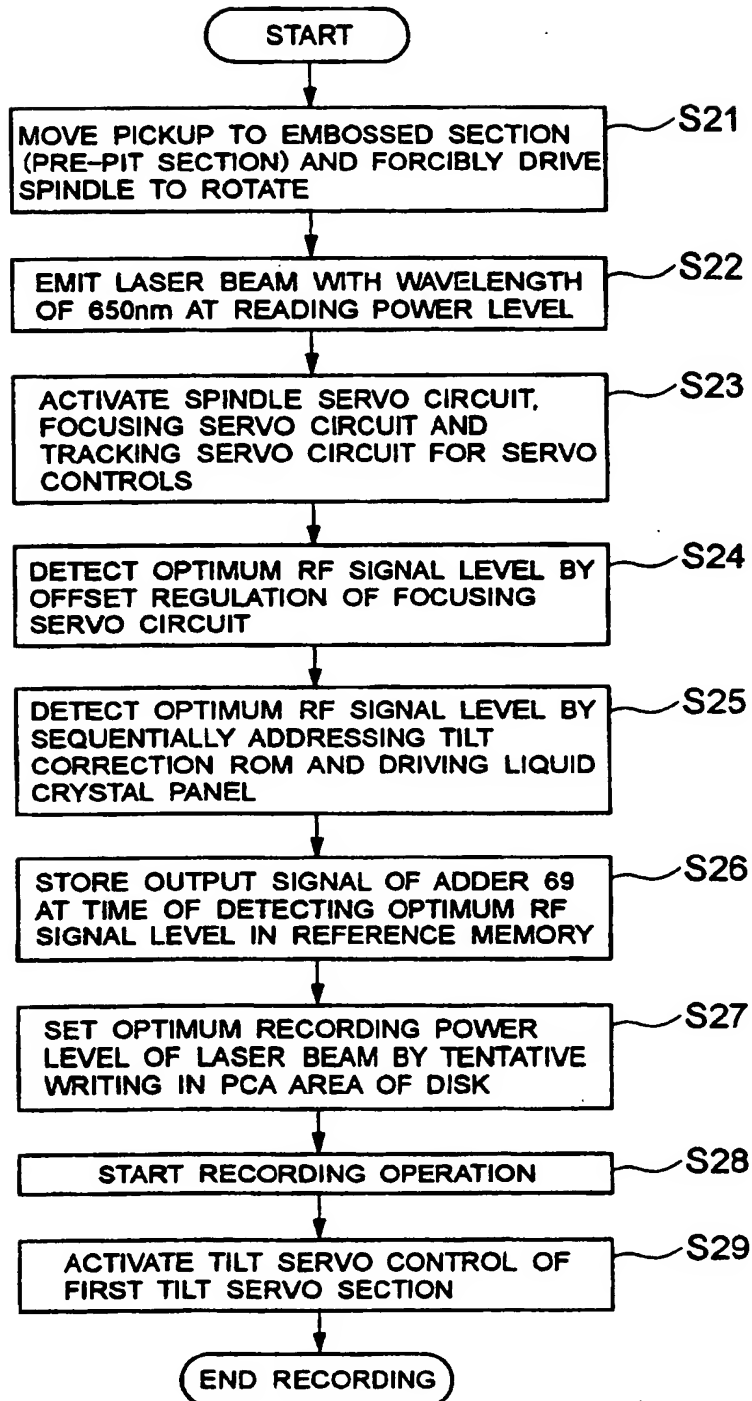 START
MOVE PICKUP TO EMBOSSED SECTION
(PRE-PIT SECTION) AND FORCIBLY DRIVE
SPINDLE TO ROTATE
S21
EMIT LASER BEAM WITH WAVELENGTH
OF 650nm AT READING POWER LEVEL
S22
ACTIVATE SPINDLE SERVO CIRCUIT,
FOCUSING SERVO CIRCUIT AND
TRACKING SERVO CIRCUIT FOR SERVO
CONTROLS
S23
DETECT OPTIMUM RF SIGNAL LEVEL BY
OFFSET REGULATION OF FOCUSING
SERVO CIRCUIT
S24
DETECT OPTIMUM RF SIGNAL LEVEL BY
SEQUENTIALLY ADDRESSING TILT
CORRECTION ROM AND DRIVING LIQUID
CRYSTAL PANEL
S25
STORE OUTPUT SIGNAL OF ADDER 69
AT TIME OF DETECTING OPTIMUM RF
SIGNAL LEVEL IN REFERENCE MEMORY
S26
SET OPTIMUM RECORDING POWER
LEVEL OF LASER BEAM BY TENTATIVE
WRITING IN PCA AREA OF DISK
S27
START RECORDING OPERATION
S28
ACTIVATE TILT SERVO CONTROL OF
FIRST TILT SERVO SECTION
S29
END RECORDING